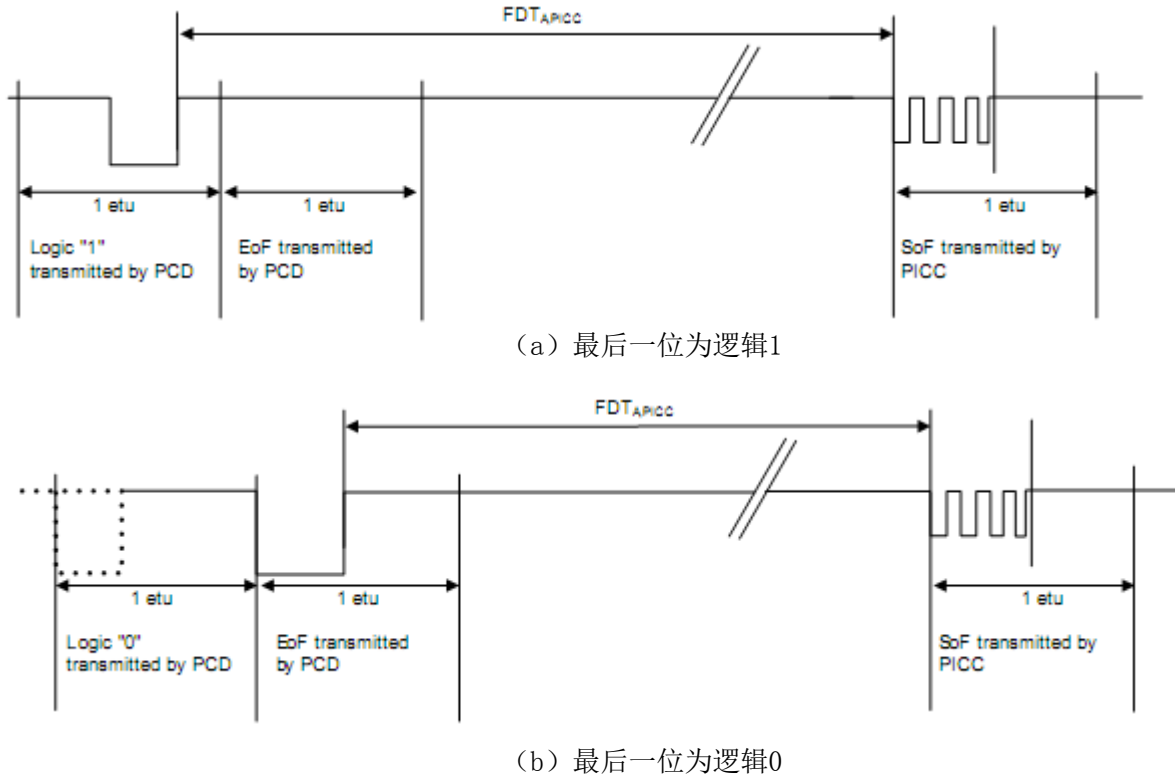 FDTAPICC
1 etu
1 etu
1 etu
Logic "1"
transmitted by PCD
EoF transmitted
by PCD
SoF transmitted by
PICC
（a）最后一位为逻辑1
FDTAPICC
1 etu
1 etu
1 etu
Logic "0"
transmitted by PCD
EoF transmitted
by PCD
SoF transmitted by
PICC
（b）最后一位为逻辑0